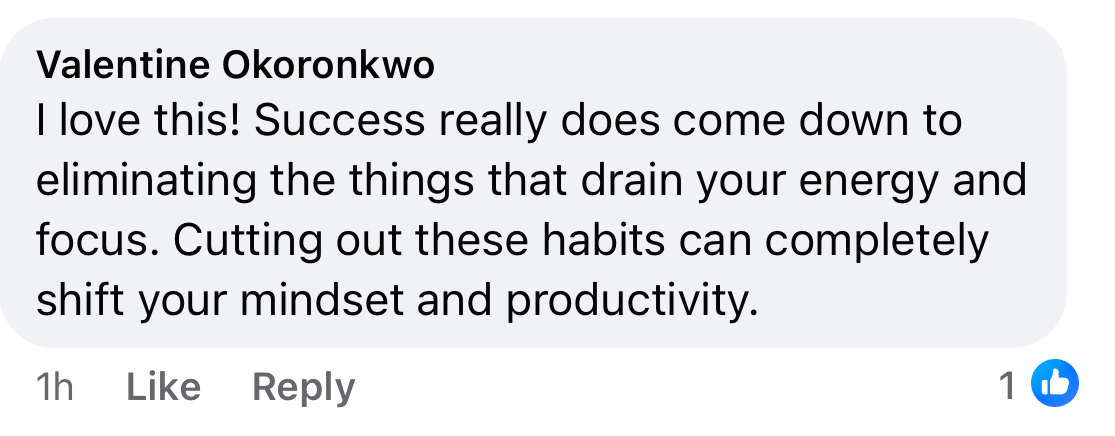 Valentine Okoronkwo
I love this! Success really does come down to
eliminating the things that drain your energy and
focus. Cutting out these habits can completely
shift your mindset and productivity.
1h Like Reply 1